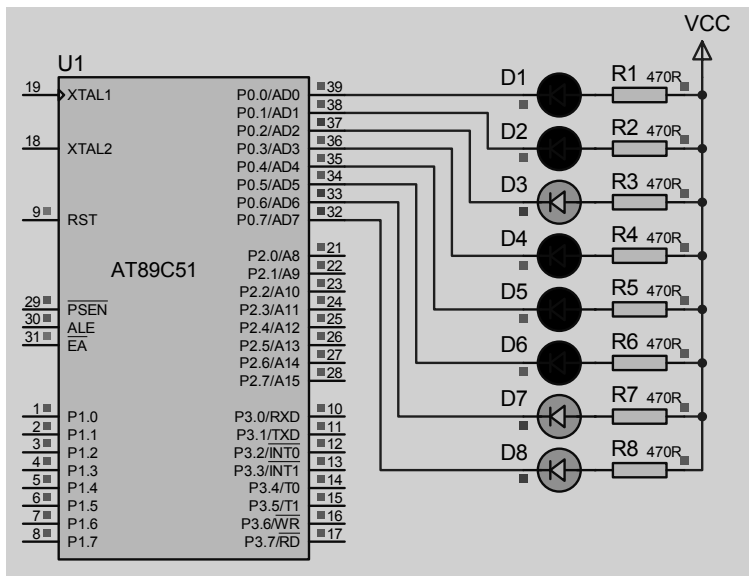 VCC
U1
19 XTAL1
18 XTAL2
9 RST
AT89C51
29 PSEN
30 ALE
31 EA
1 P1.0
2 P1.1
3 P1.2
4 P1.3
5 P1.4
6 P1.5
7 P1.6
8 P1.7
P0.0/AD0 39
P0.1/AD1 38
P0.2/AD2 37
P0.3/AD3 36
P0.4/AD4 35
P0.5/AD5 34
P0.6/AD6 33
P0.7/AD7 32
P2.0/A8 21
P2.1/A9 22
P2.2/A10 23
P2.3/A11 24
P2.4/A12 25
P2.5/A13 26
P2.6/A14 27
P2.7/A15 28
P3.0/RXD 10
P3.1/TXD 11
P3.2/INT0 12
P3.3/INT1 13
P3.4/T0 14
P3.5/T1 15
P3.6/WR 16
P3.7/RD 17
D1 R1 470R
D2 R2 470R
D3 R3 470R
D4 R4 470R
D5 R5 470R
D6 R6 470R
D7 R7 470R
D8 R8 470R